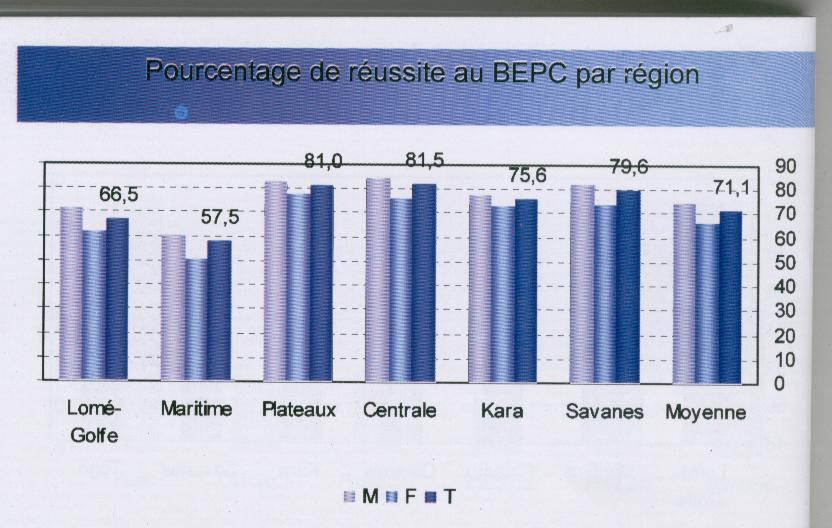 Pourcentage de réussite au BEPC par région
66,5
57,5
81,0
81,5
75,6
79,6
71,1
90
80
70
60
50
40
30
20
10
0
Lomé-
Golfe
Maritime
Plateaux
Centrale
Kara
Savanes
Moyenne
M F T